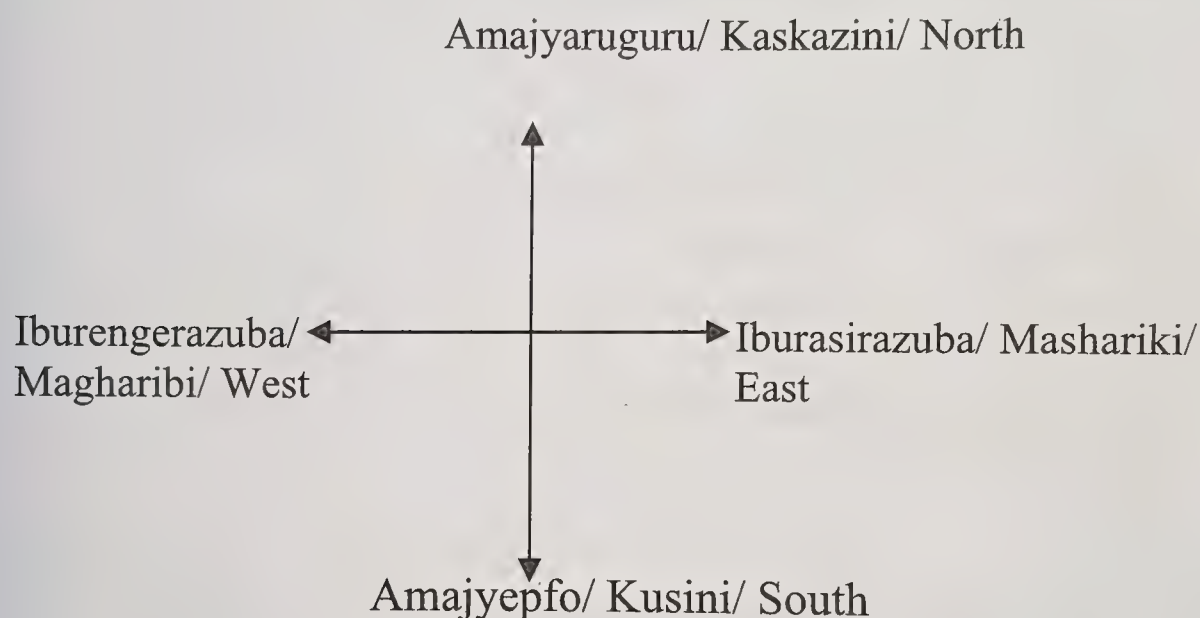 Amajyaruguru/ Kaskazini/ North
Iburengerazuba/
Magharibi/ West
Iburasirazuba/ Mashariki/
East
Amajyepfo/ Kusini/ South